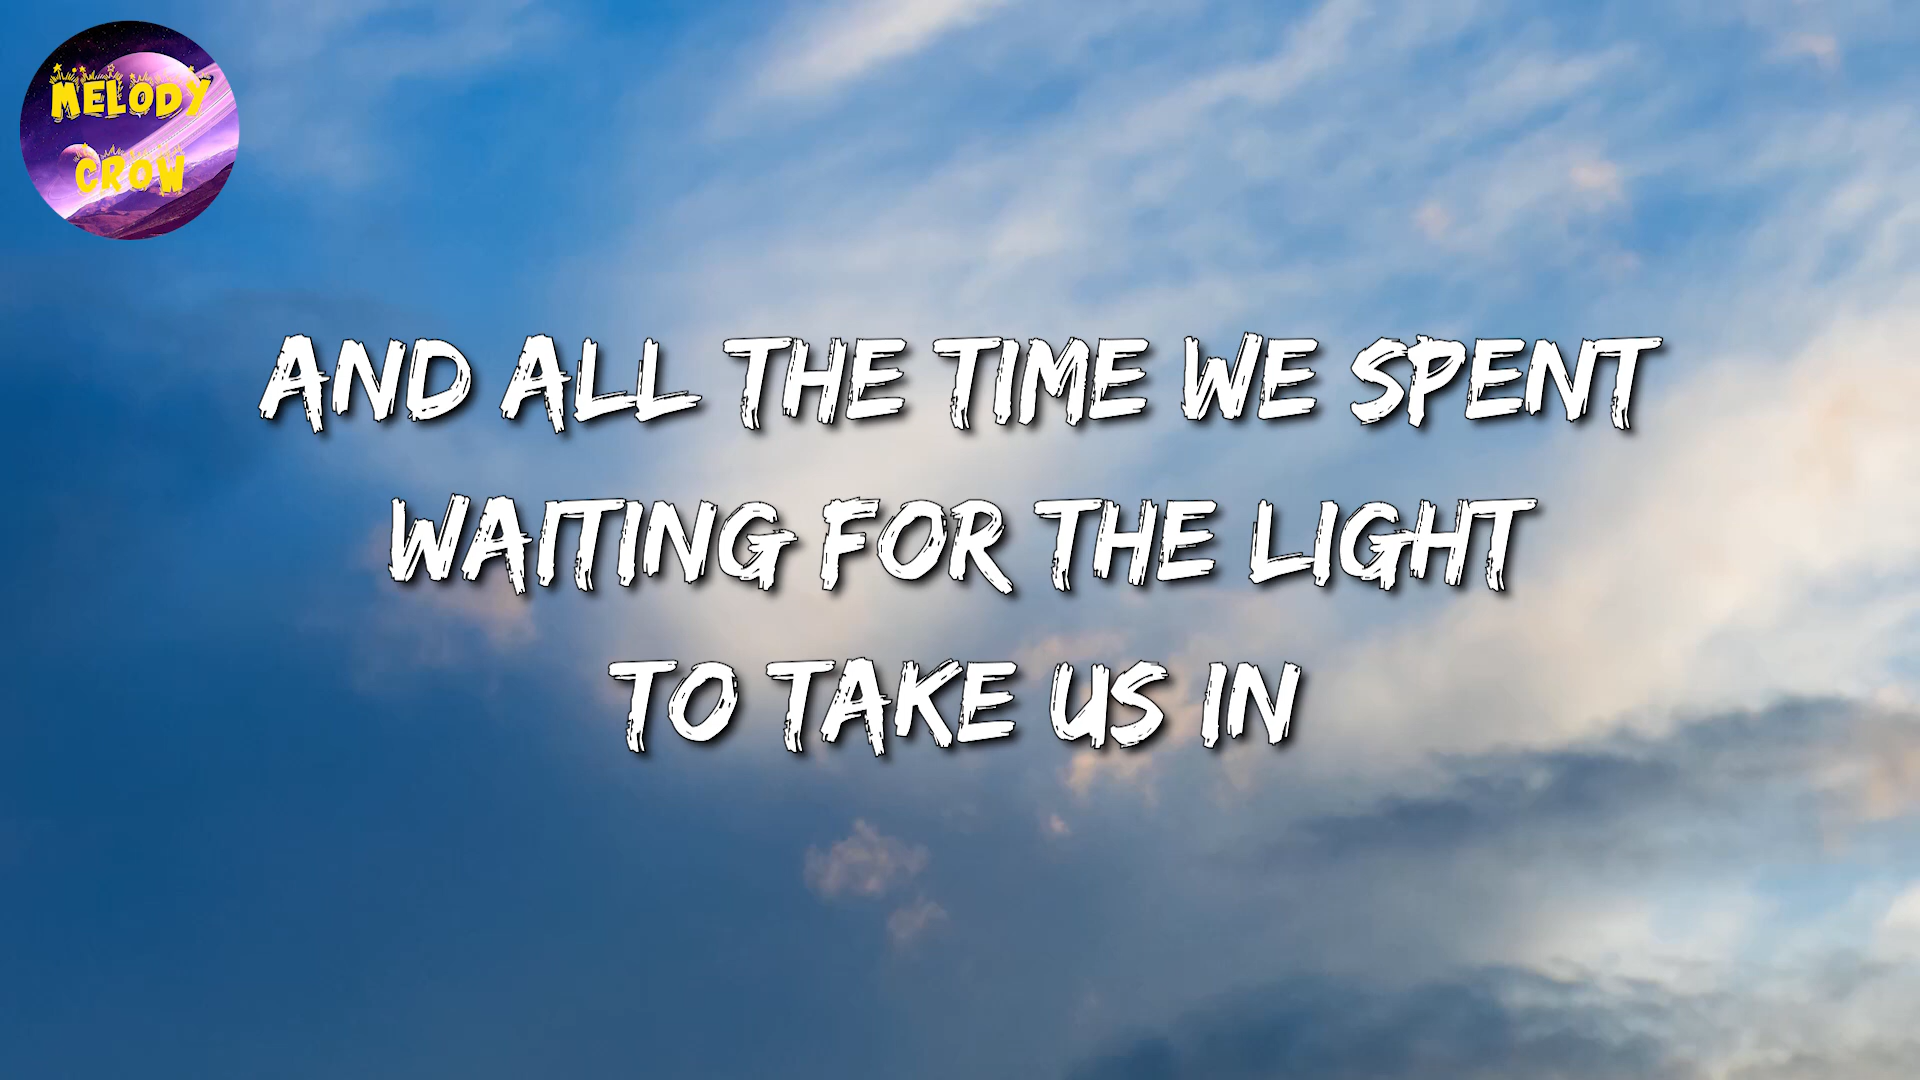 MELODY
CROW
AND ALL THE TIME WE SPENT
WAITING FOR THE LIGHT
TO TAKE US IN